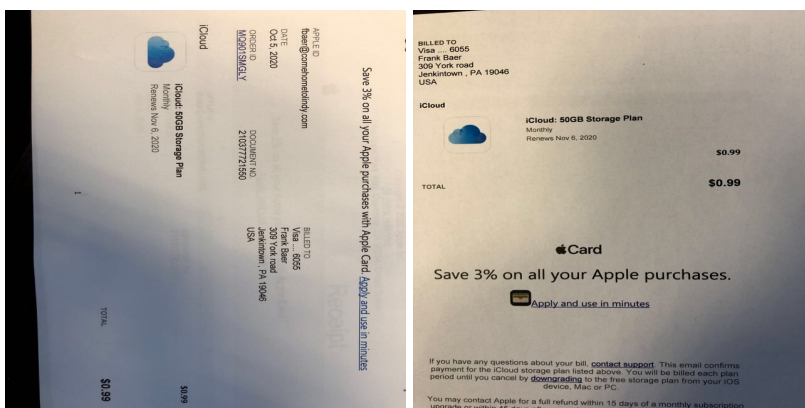 Receipt
Save 3% on all your Apple purchases with Apple Card. Apply and use in minutes
APPLE ID
fbaer@comehometolindy.com
DATE
Oct 5, 2020
ORDER ID
MQ901SMGLY
DOCUMENT NO.
210377721550
BILLED TO
Visa .... 6055
Frank Baer
309 York road
Jenkintown , PA 19046
USA
iCloud
iCloud: 50GB Storage Plan
Monthly
Renews Nov 6, 2020
$0.99
TOTAL
$0.99
1
BILLED TO
Visa .... 6055
Frank Baer
309 York road
Jenkintown , PA 19046
USA
iCloud
iCloud: 50GB Storage Plan
Monthly
Renews Nov 6, 2020
$0.99
TOTAL
$0.99
Card
Save 3% on all your Apple purchases.
Apply and use in minutes
If you have any questions about your bill, contact support. This email confirms
payment for the iCloud storage plan listed above. You will be billed each plan
period until you cancel by downgrading to the free storage plan from your iOS
device, Mac or PC.
You may contact Apple for a full refund within 15 days of a monthly subscription
upgrade or within 45 days